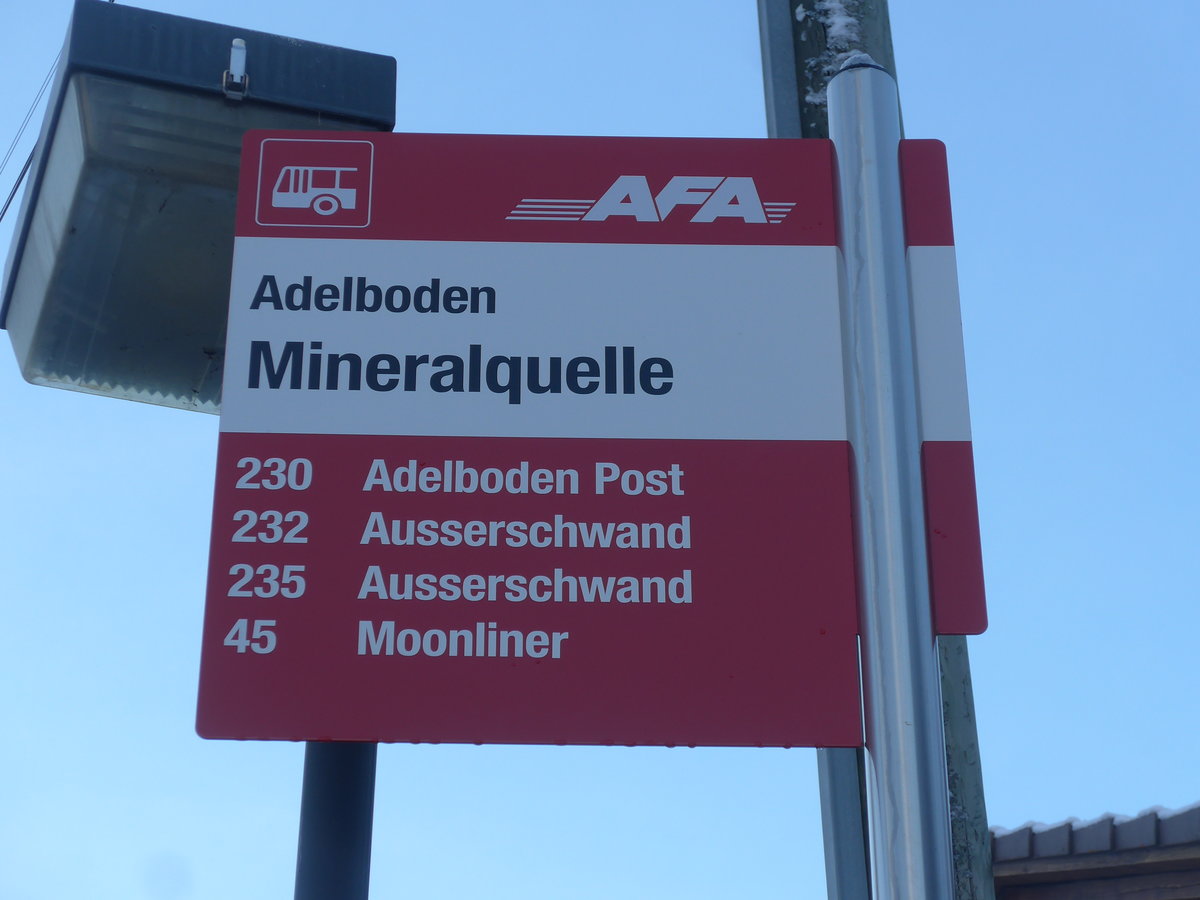 AFA
Adelboden
Mineralquelle
230 Adelboden Post
232 Ausserschwand
235 Ausserschwand
45 Moonliner